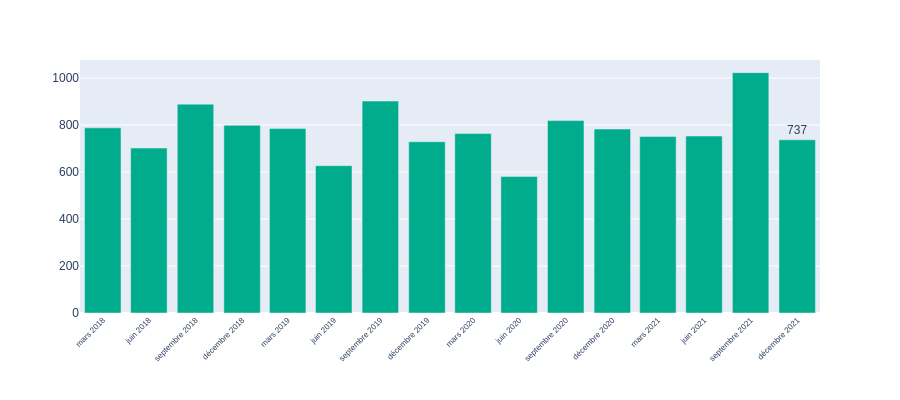 1000
800
600
400
200
0
737
mars 2018
juin 2018
septembre 2018
décembre 2018
mars 2019
juin 2019
septembre 2019
décembre 2019
mars 2020
juin 2020
septembre 2020
décembre 2020
mars 2021
juin 2021
septembre 2021
décembre 2021